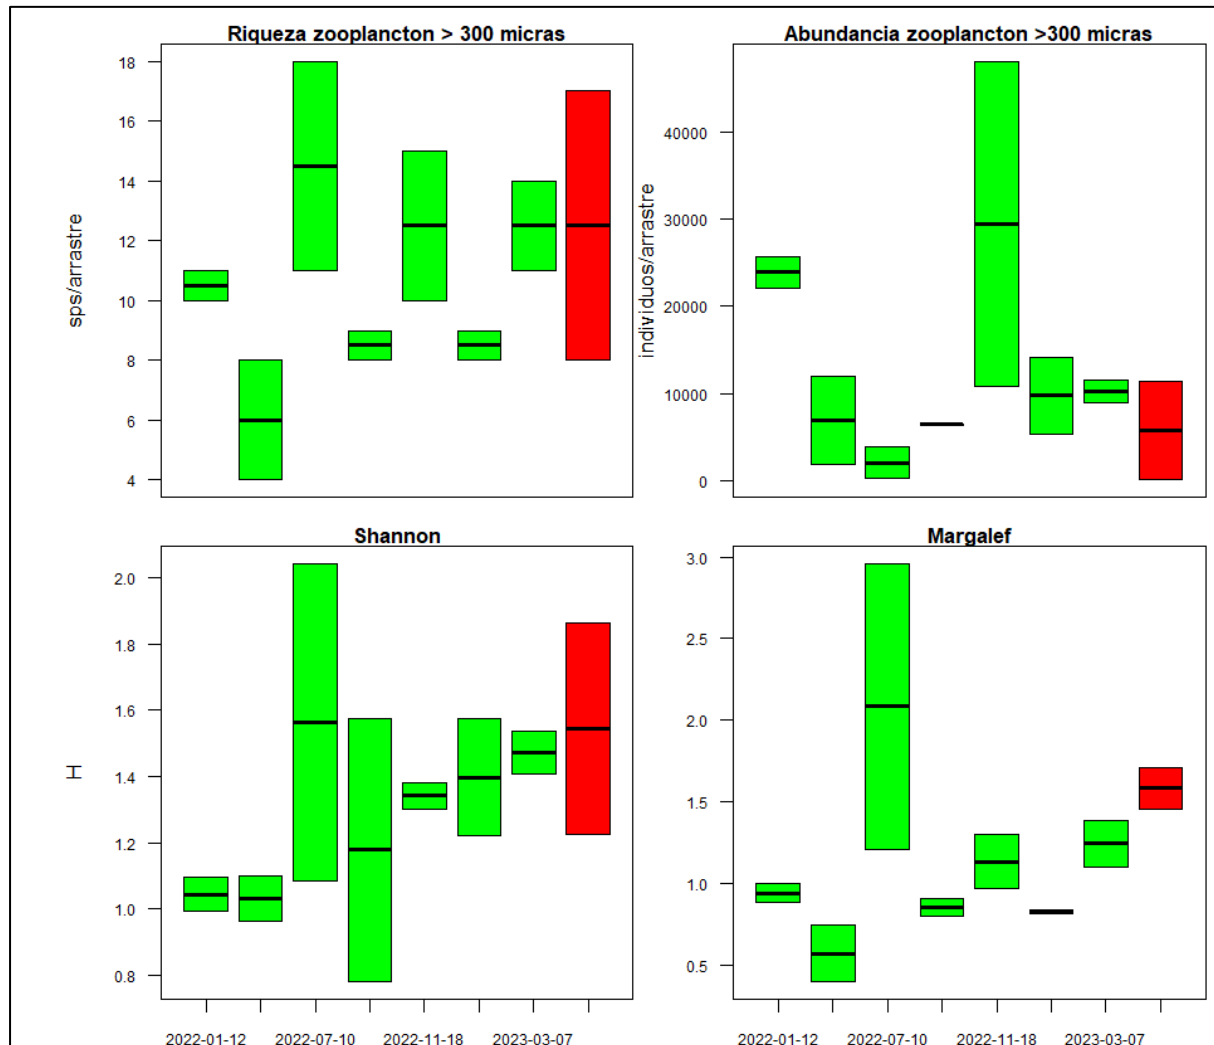 Riqueza zooplancton > 300 micras
sps/arrastre
18
16
14
12
10
8
6
4
Abundancia zooplancton >300 micras
individuos/arrastre
40000
30000
20000
10000
0
Shannon
H
2.0
1.8
1.6
1.4
1.2
1.0
0.8
2022-01-12 2022-07-10 2022-11-18 2023-03-07
Margalef
3.0
2.5
2.0
1.5
1.0
0.5
2022-01-12 2022-07-10 2022-11-18 2023-03-07